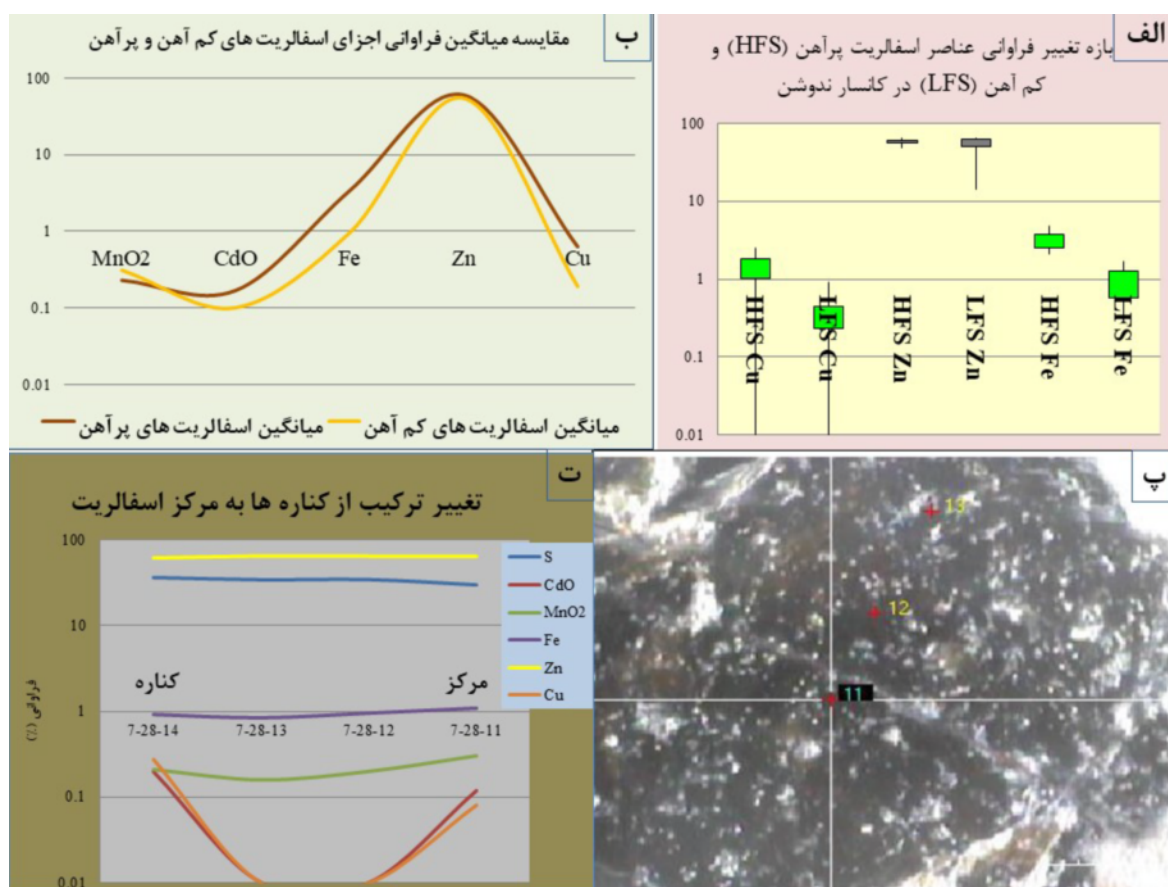 الف
بازه تغییر فراوانی عناصر اسفالریت پرآهن (HFS) و
کم آهن (LFS) در کانسار ندوشن
100
10
1
0.1
0.01
HFS Cu
LFS Cu
HFS Zn
LFS Zn
HFS Fe
LFS Fe
ب
مقایسه میانگین فراوانی اجزای اسفالریت های کم آهن و پرآهن
100
10
1
0.1
0.01
MnO2 CdO Fe Zn Cu
میانگین اسفالریت های کم آهن میانگین اسفالریت های پرآهن
پ
13
12
11
ت
تغییر ترکیب از کناره ها به مرکز اسفالریت
فراوانی (%)
100
10
1
0.1
0.01
کناره مرکز
7-28-14 7-28-13 7-28-12 7-28-11
S
CdO
MnO2
Fe
Zn
Cu